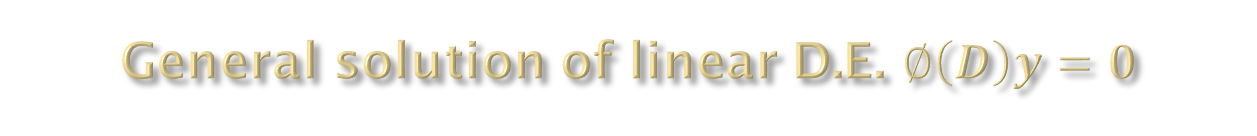 General solution of linear D.E. ∅(D)y = 0